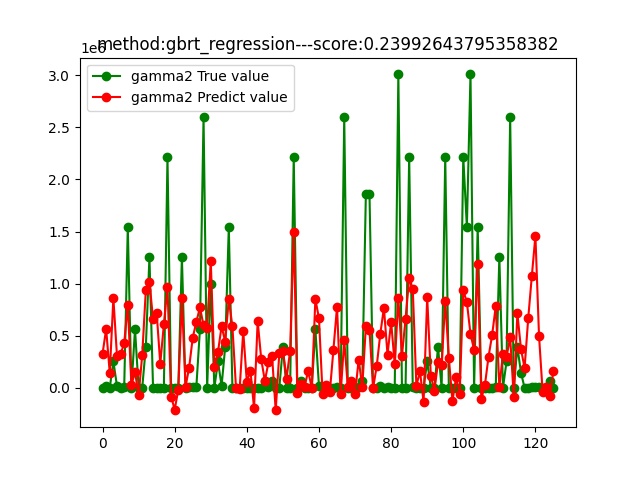 method:gbrt_regression---score:0.23992643795358382
1e6
gamma2 True value
gamma2 Predict value
3.0
2.5
2.0
1.5
1.0
0.5
0.0
0 20 40 60 80 100 120